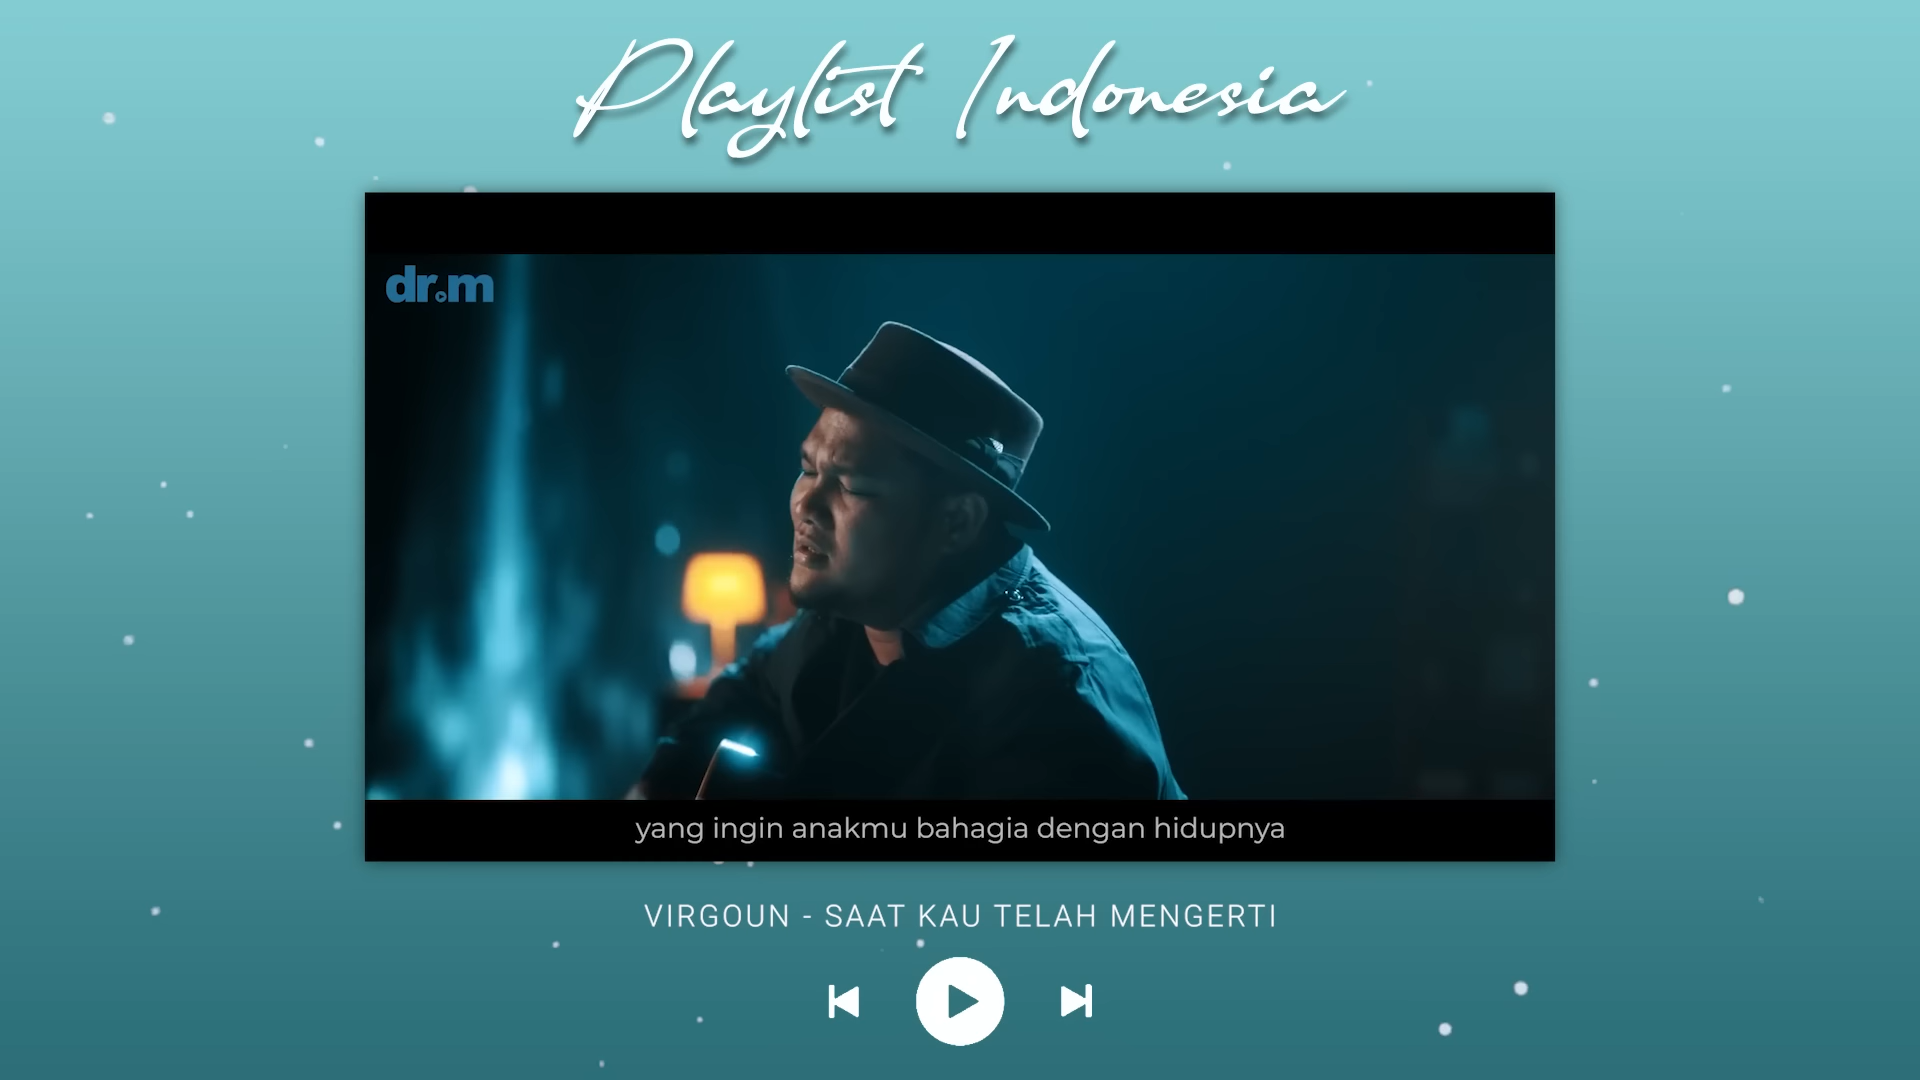 Playlist Indonesia
dr.m
yang ingin anakmu bahagia dengan hidupnya
VIRGOUN - SAAT KAU TELAH MENGERTI